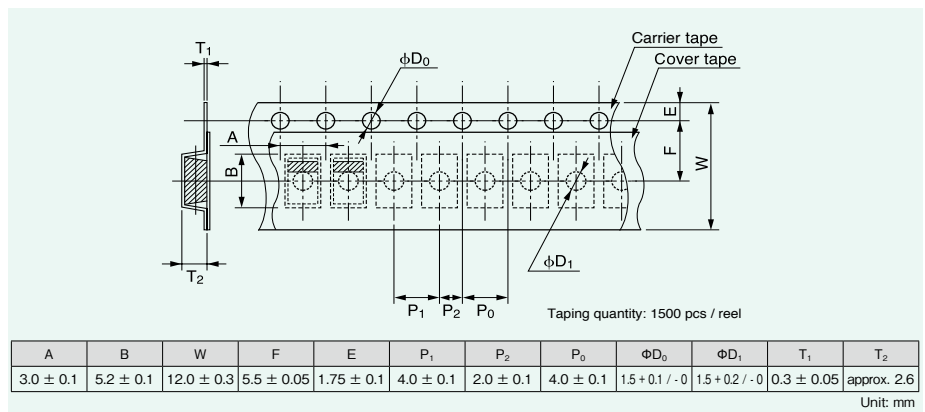 T₁
ϕD₀
Carrier tape
Cover tape
A
B
E
F
W
T₂
ϕD₁
P₁ P₂ P₀
Taping quantity: 1500 pcs / reel
A B W F E P₁ P₂ P₀ ΦD₀ ΦD₁ T₁ T₂
3.0 ± 0.1 5.2 ± 0.1 12.0 ± 0.3 5.5 ± 0.05 1.75 ± 0.1 4.0 ± 0.1 2.0 ± 0.1 4.0 ± 0.1 1.5 + 0.1 / - 0 1.5 + 0.2 / - 0 0.3 ± 0.05 approx. 2.6
Unit: mm